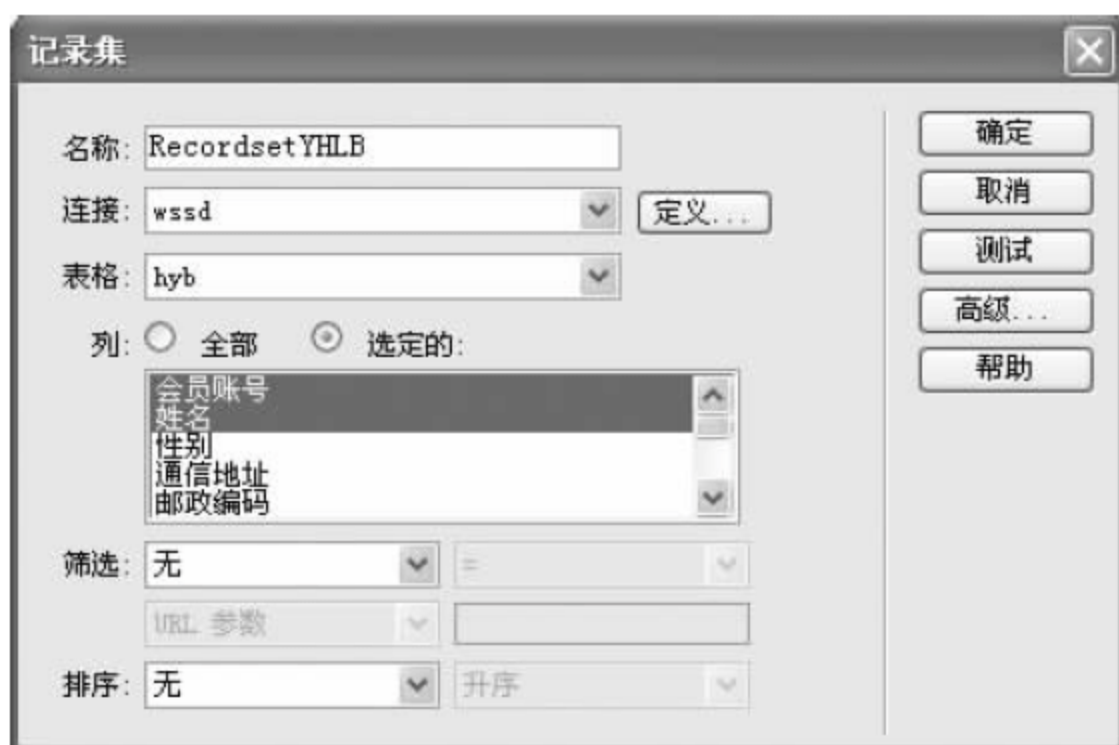 记录集
名称: RecordsetYHLB
连接: wssd 定义...
表格: hyb
列: 全部 选定的:
会员账号
姓名
性别
通信地址
邮政编码
筛选: 无 =
URL 参数
排序: 无 升序
确定
取消
测试
高级...
帮助